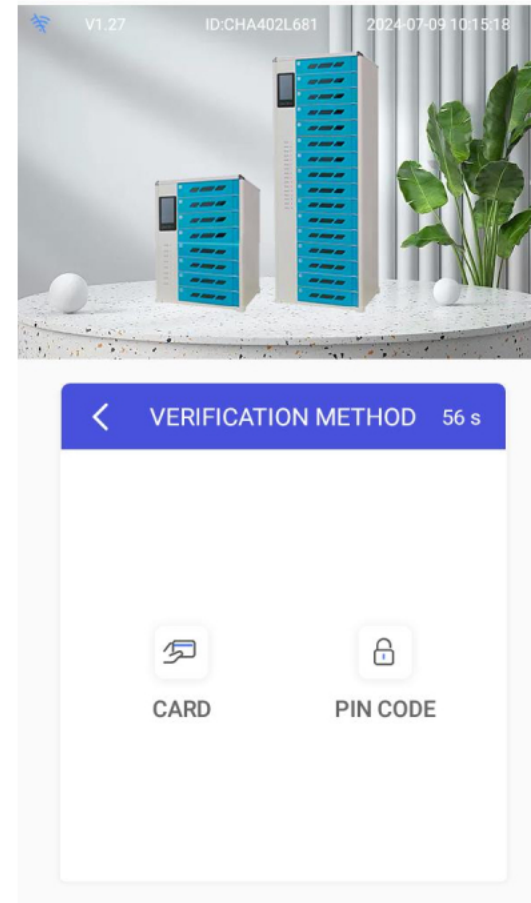 V1.27 ID:CHA402L681 2024-07-09 10:15:18
VERIFICATION METHOD 56 s
CARD PIN CODE